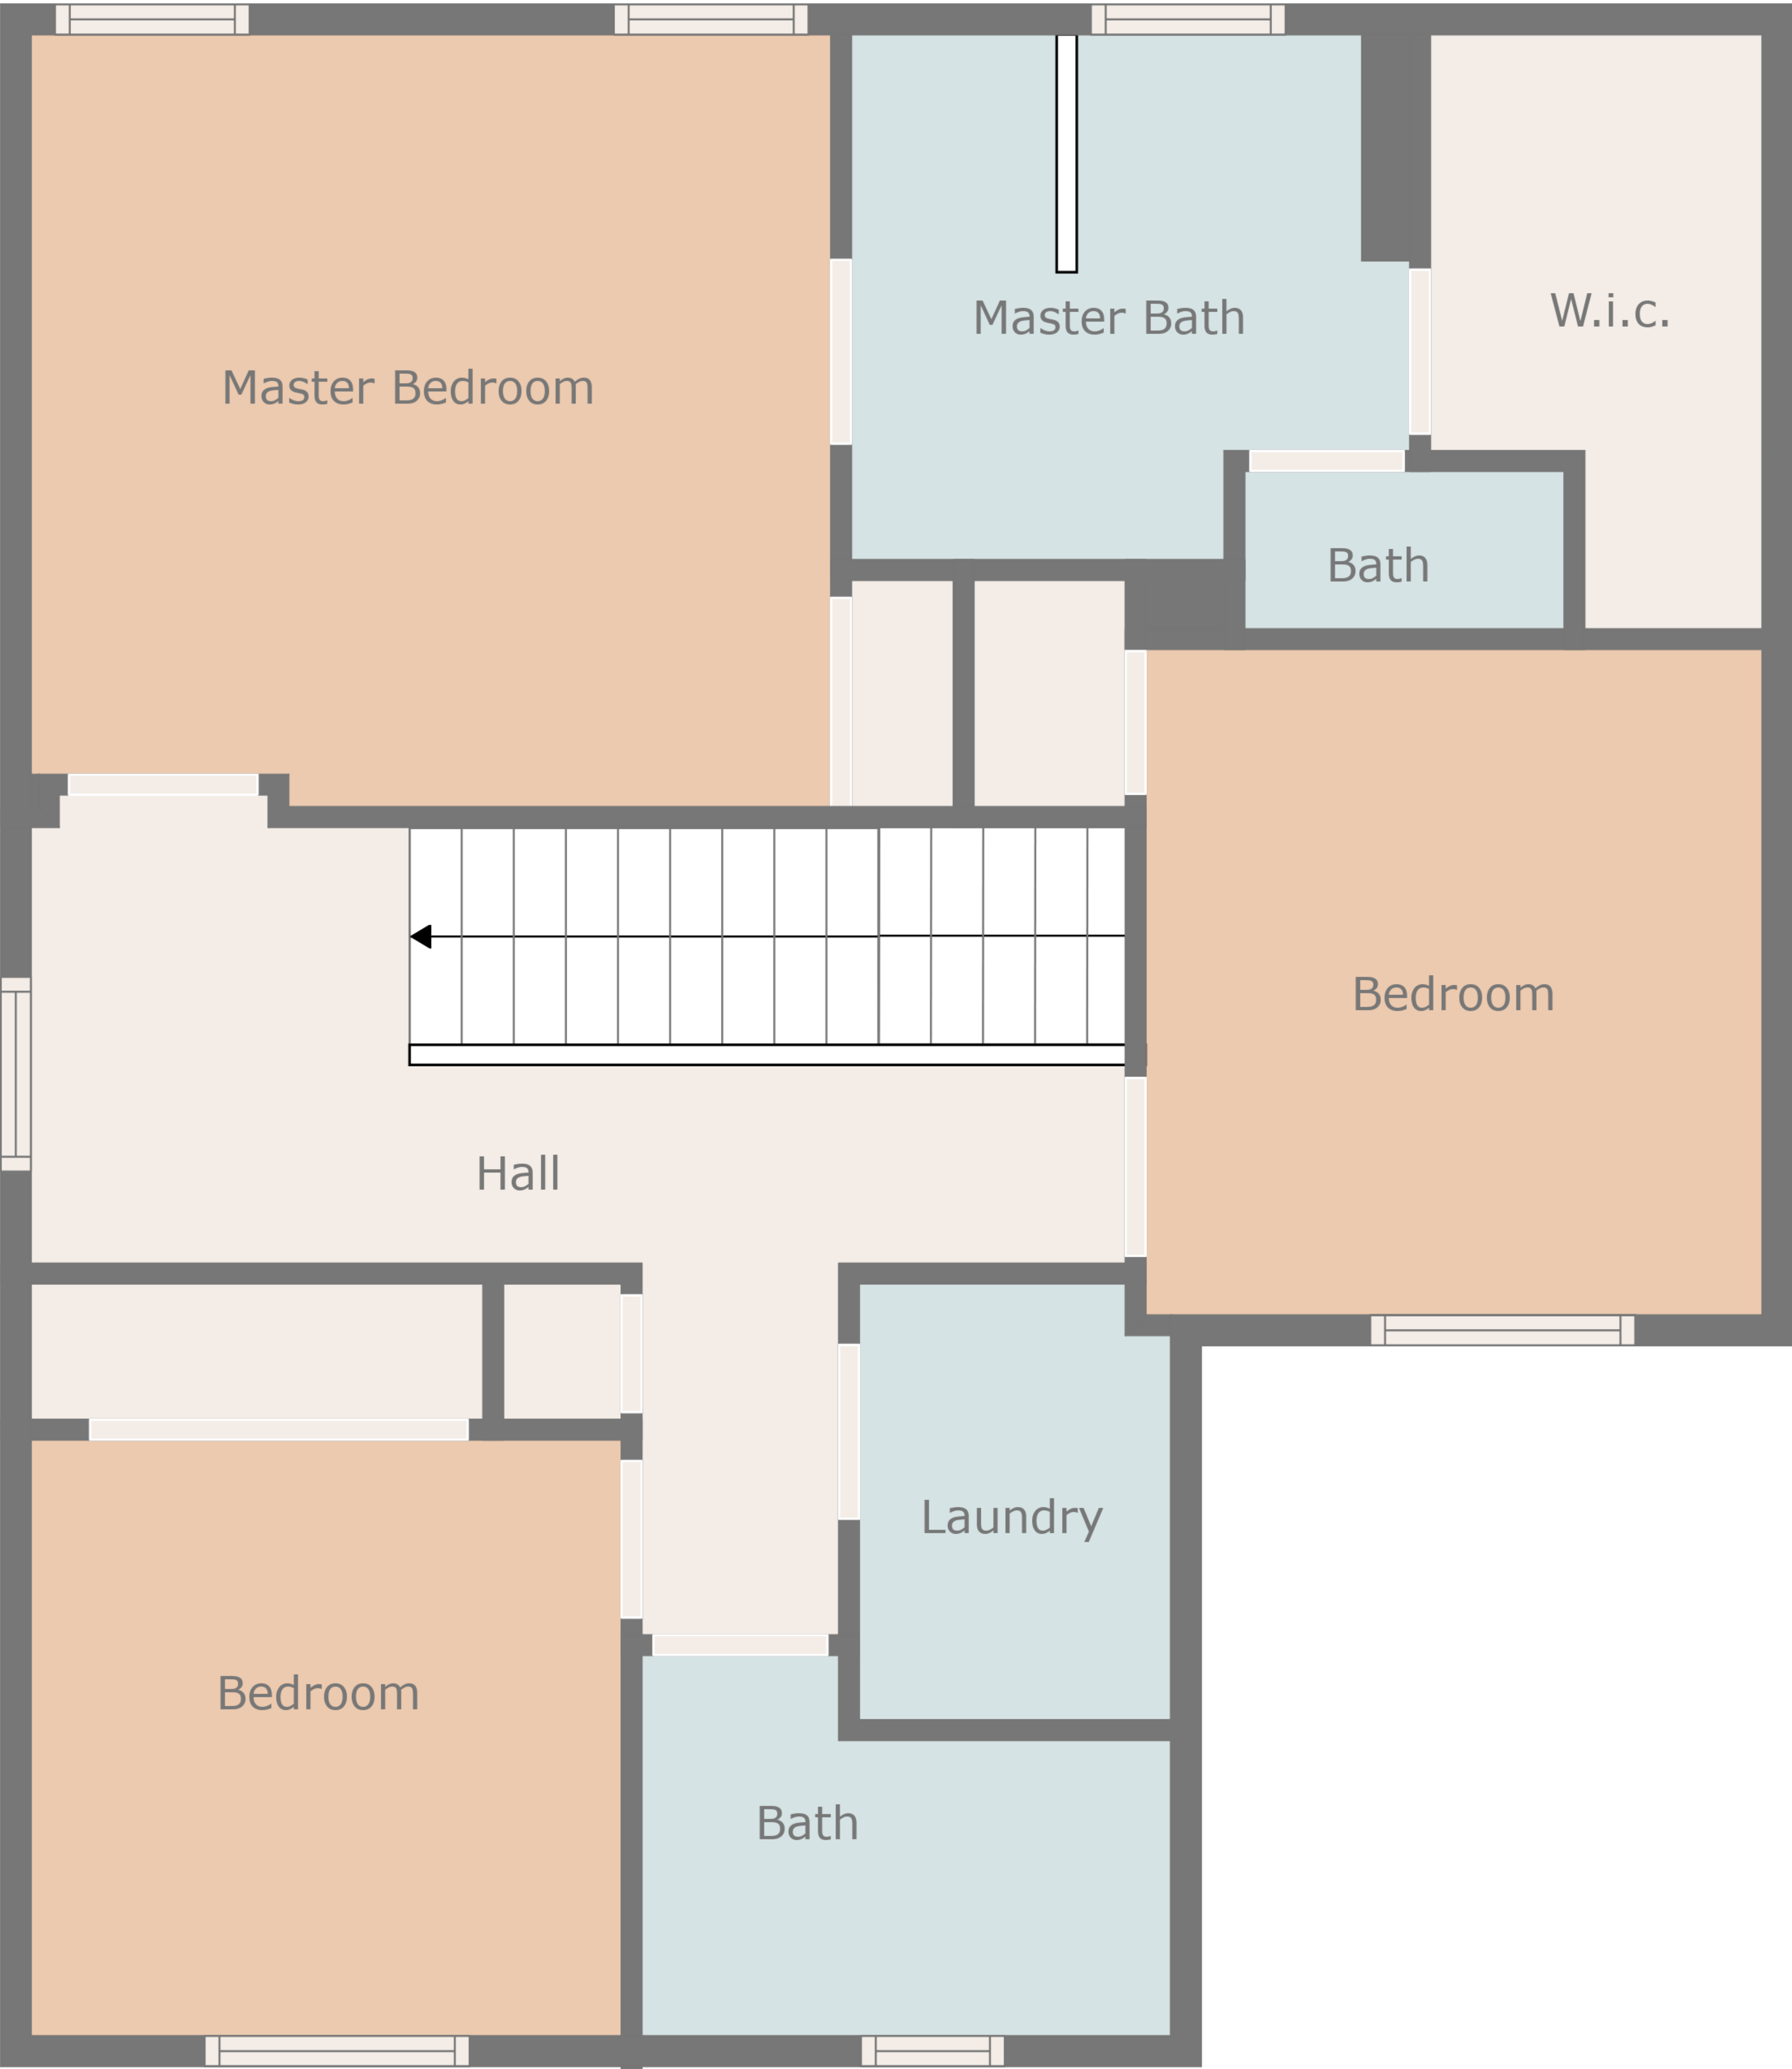 Master Bath
W.i.c.
Master Bedroom
Bath
Bedroom
Hall
Laundry
Bedroom
Bath